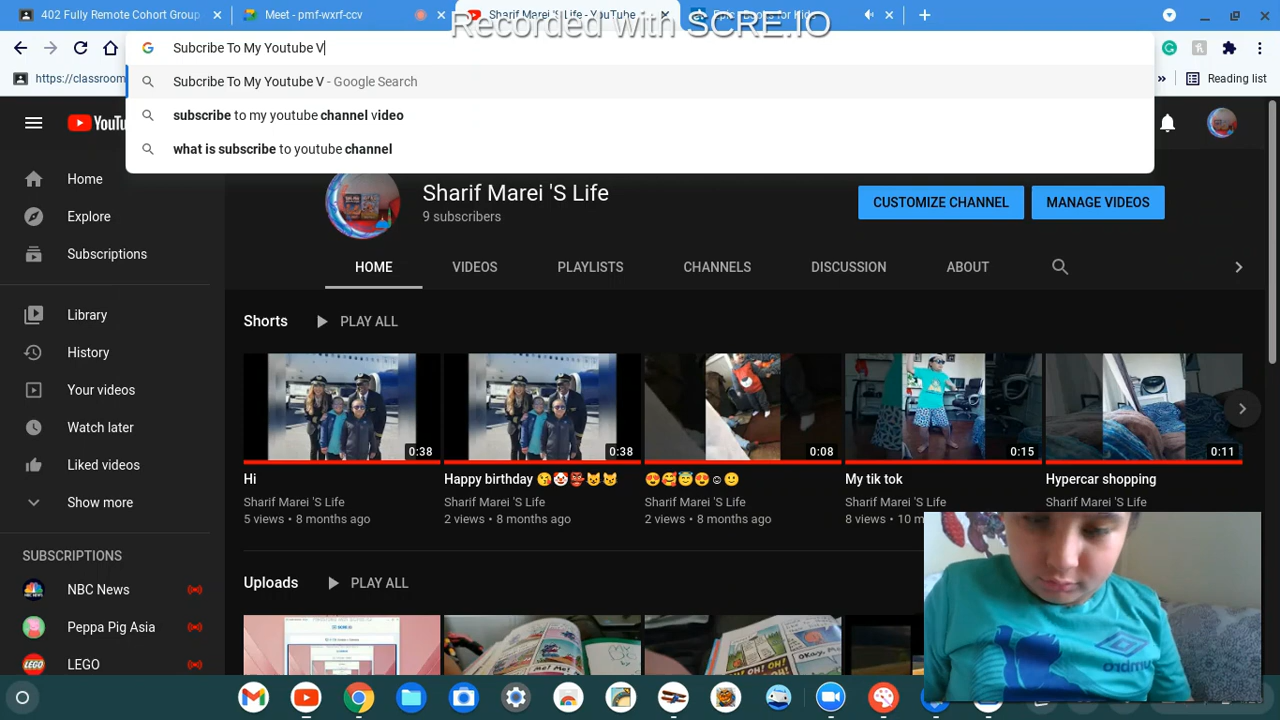 402 Fully Remote Cohort Group
Meet - pmf-wxrf-ccv
Sharif Marei 'S Life - YouTube
Recorded with SCRE.IO
Subcribe To My Youtube V
https://classroom
Reading list
Subcribe To My Youtube V - Google Search
subscribe to my youtube channel video
what is subscribe to youtube channel
Home
Explore
Subscriptions
Library
History
Your videos
Watch later
Liked videos
Show more
SUBSCRIPTIONS
NBC News
Peppa Pig Asia
LEGO
Sharif Marei 'S Life
9 subscribers
CUSTOMIZE CHANNEL
MANAGE VIDEOS
HOME
VIDEOS
PLAYLISTS
CHANNELS
DISCUSSION
ABOUT
Shorts
PLAY ALL
0:38
0:38
0:08
0:15
0:11
Hi
Sharif Marei 'S Life
5 views • 8 months ago
Happy birthday 😘🤡👺😼😼
Sharif Marei 'S Life
2 views • 8 months ago
😍🥰😇😍☺🙂
Sharif Marei 'S Life
2 views • 8 months ago
My tik tok
Sharif Marei 'S Life
8 views • 10 m
Hypercar shopping
Sharif Marei 'S Life
Uploads
PLAY ALL